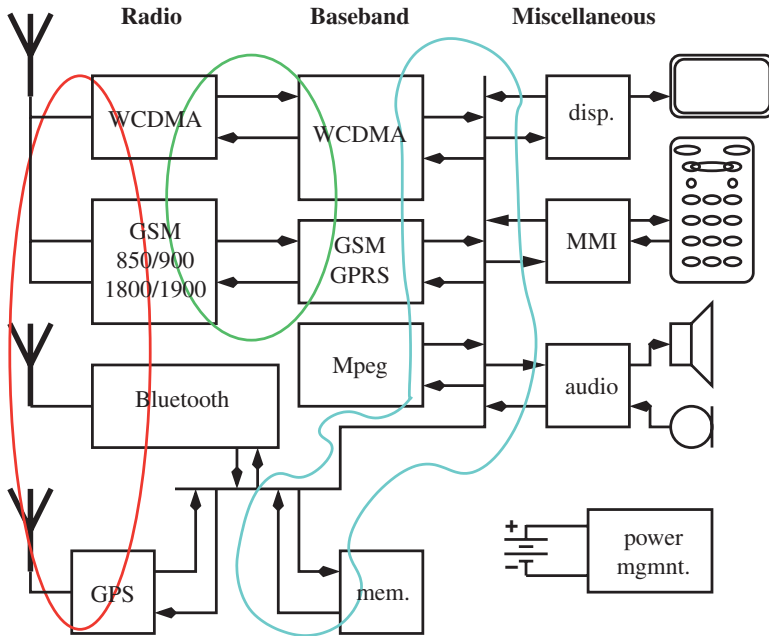 Radio
Baseband
Miscellaneous
WCDMA
WCDMA
disp.
GSM
850/900
1800/1900
GSM
GPRS
MMI
Bluetooth
Mpeg
audio
GPS
mem.
+
−
power
mgmnt.